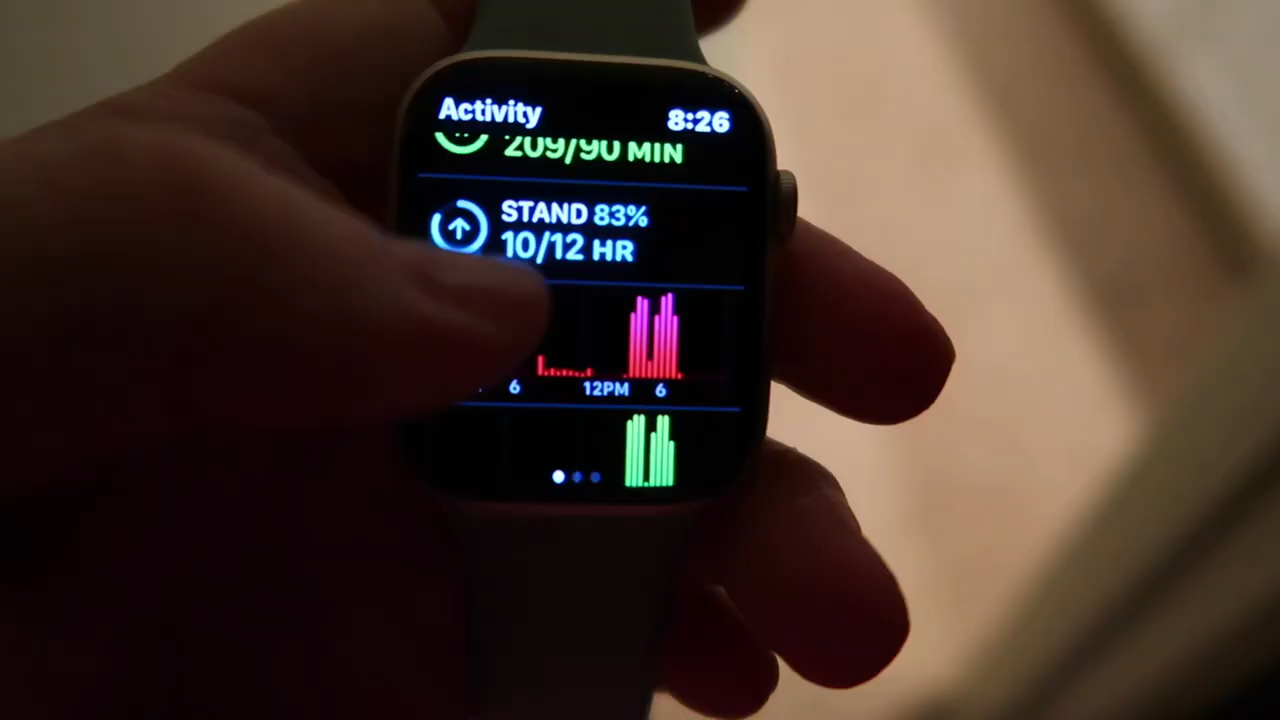 Activity 8:26
209/90 MIN
STAND 83%
10/12 HR
6 12PM 6